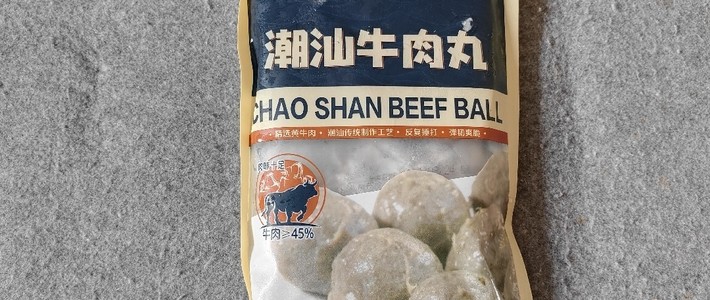 潮汕牛肉丸
CHAO SHAN BEEF BALL
·精选黄牛肉·潮汕传统制作工艺·反复捶打·弹韧爽脆·
牛肉≥45%